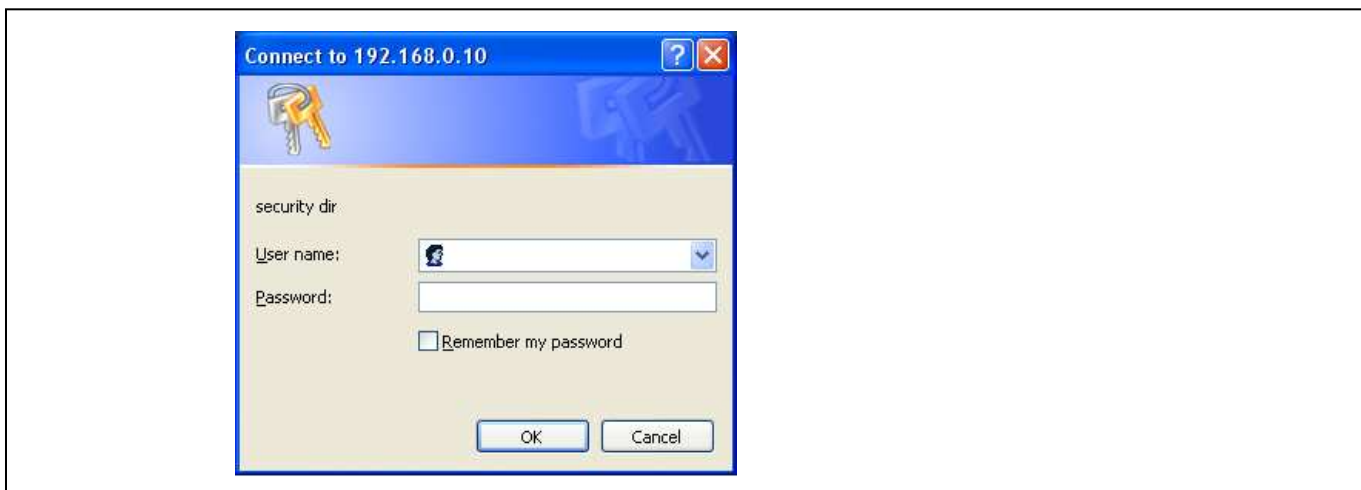 Connect to 192.168.0.10
?
security dir
User name:
Password:
Remember my password
OK Cancel